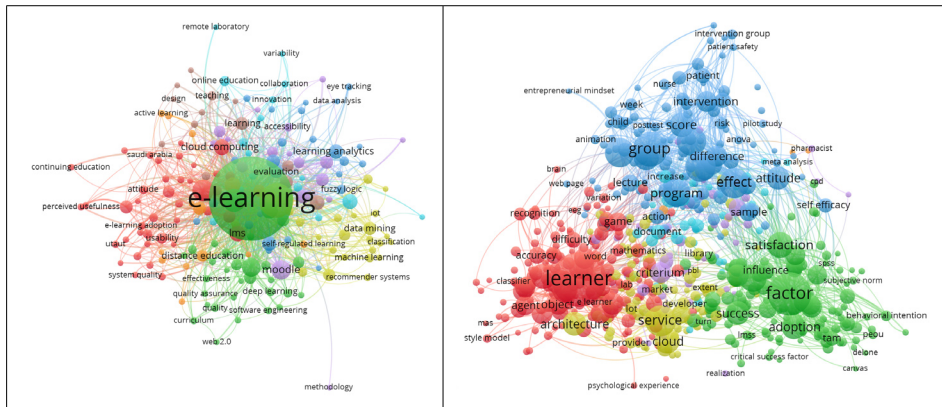 remote laboratory
variability
online education
collaboration
eye tracking
teaching
design
innovation
data analysis
active learning
learning
accessibility
cloud computing
learning analytics
saudi arabia
continuing education
evaluation
attitude
fuzzy logic
e-learning
perceived usefulness
iot
e-learning adoption
lms
data mining
utaut
usability
self-regulated learning
classification
distance education
machine learning
system quality
moodle
effectiveness
recommender systems
deep learning
quality assurance
quality
software engineering
curriculum
web 2.0
methodology
intervention group
patient safety
nurse
patient
entrepreneurial mindset
week
intervention
child
posttest
score
risk
pilot study
animation
anova
group
difference
pharmacist
meta analysis
brain
lecture
increase
effect
attitude
web page
program
cpd
variation
self efficacy
recognition
eeg
game
action
sample
document
difficulty
mathematics
satisfaction
accuracy
word
library
spss
classifier
learner
criterium
pbl
influence
subjective norm
lab
market
extent
factor
agent
object
e learner
developer
success
behavioral intention
iot
mas
architecture
service
turn
adoption
style model
cloud
lmss
tam
peou
provider
critical success factor
delone
psychological experience
realization
canvas